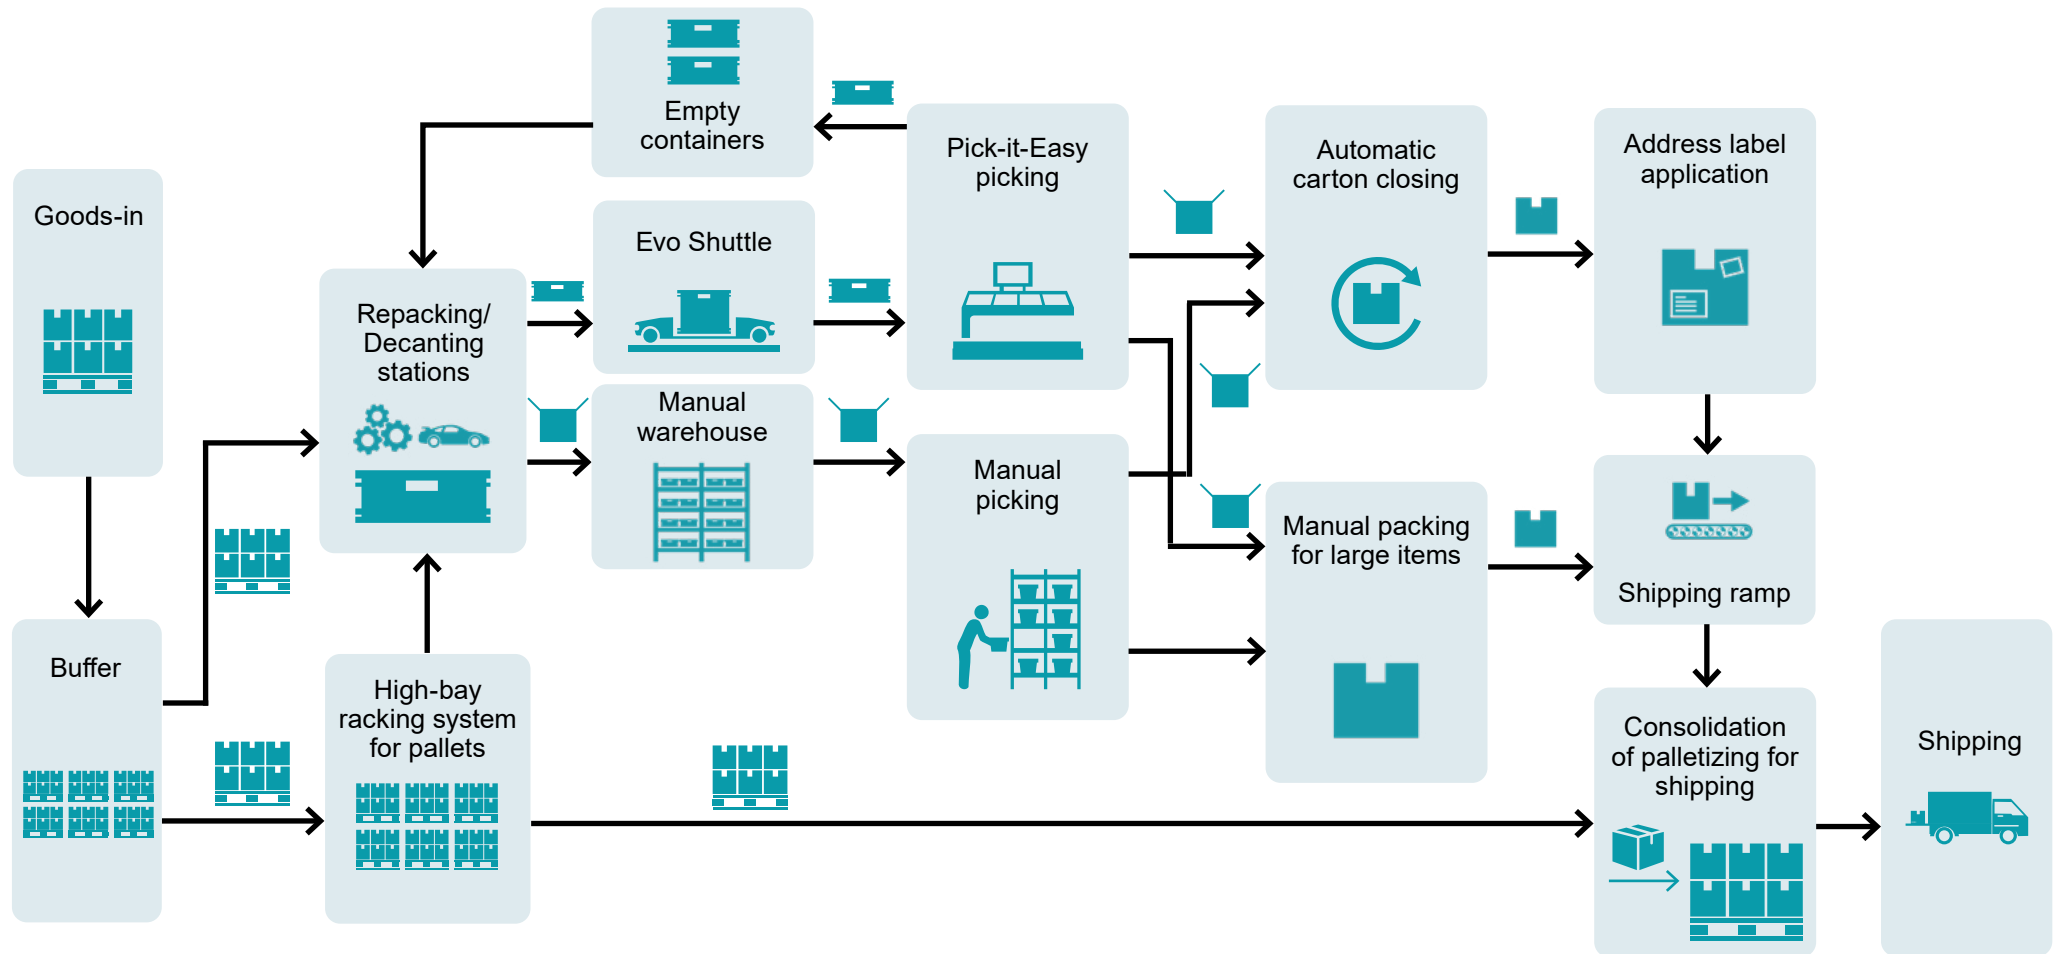 Goods-in
Buffer
Empty
containers
Repacking/
Decanting
stations
High-bay
racking system
for pallets
Evo Shuttle
Manual
warehouse
Pick-it-Easy
picking
Manual
picking
Automatic
carton closing
Manual packing
for large items
Address label
application
Shipping ramp
Consolidation
of palletizing for
shipping
Shipping